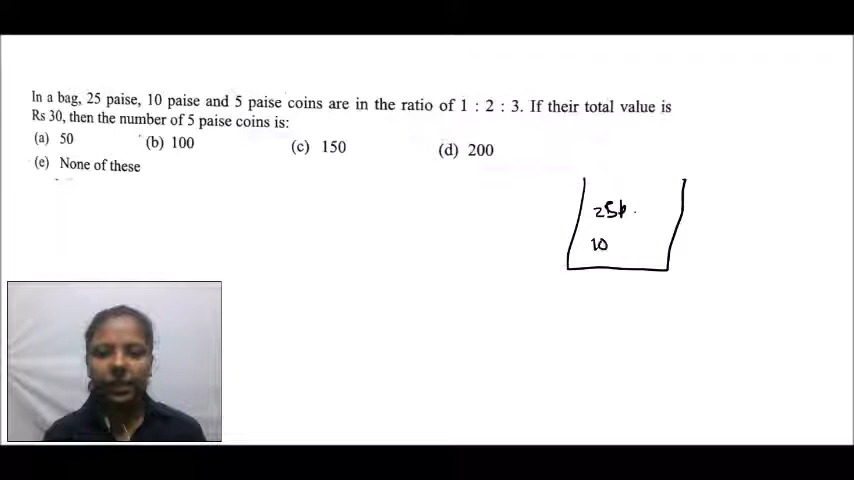 In a bag, 25 paise, 10 paise and 5 paise coins are in the ratio of 1 : 2 : 3. If their total value is
Rs 30, then the number of 5 paise coins is:
(a) 50 (b) 100 (c) 150 (d) 200
(e) None of these
25p.
10